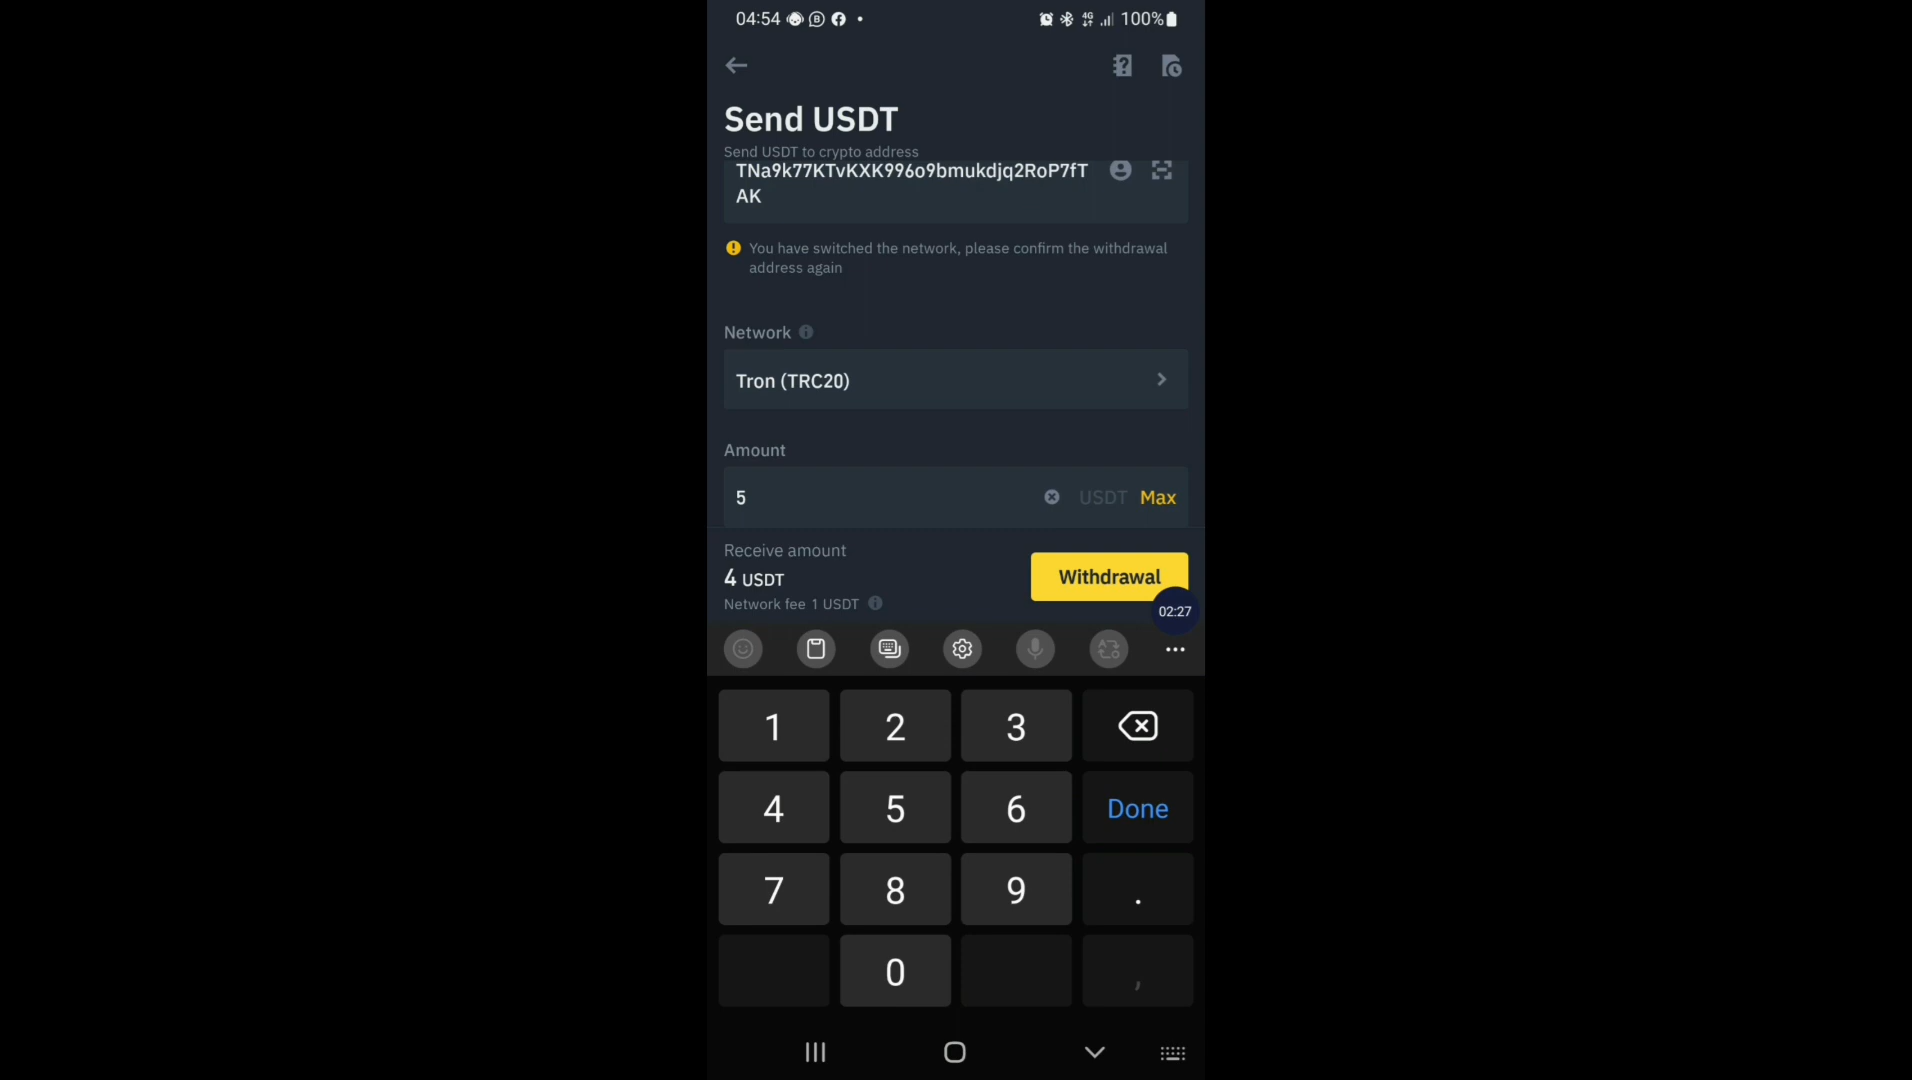 04:54 100%
Send USDT
Send USDT to crypto address
TNa9k77KTvKXK996o9bmukdjq2RoP7fT
AK
You have switched the network, please confirm the withdrawal
address again
Network
Tron (TRC20)
Amount
5 USDT Max
Receive amount
4 USDT
Withdrawal
Network fee 1 USDT
02:27
1 2 3
4 5 6 Done
7 8 9 .
0 ,